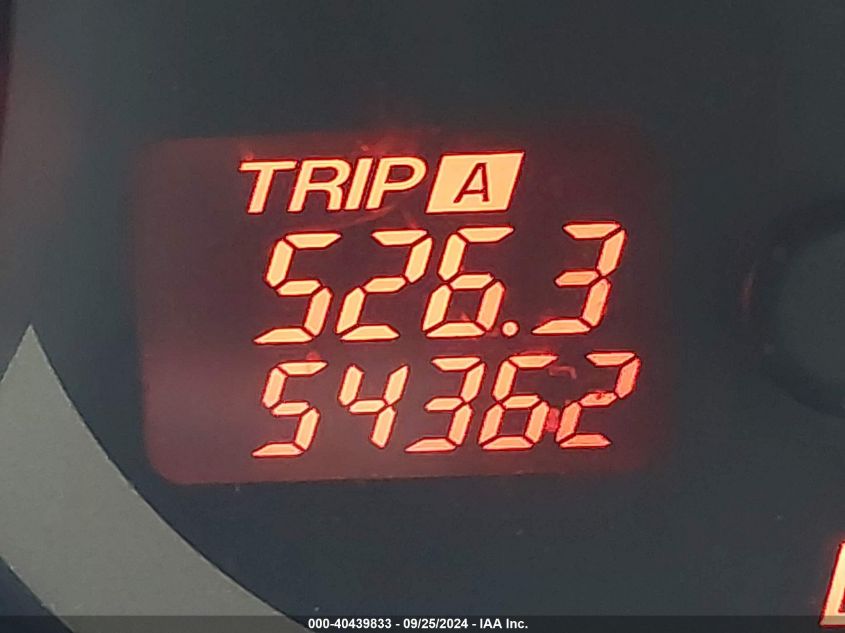 TRIP A
526.3
54362
000-40439833 - 09/25/2024 - IAA Inc.